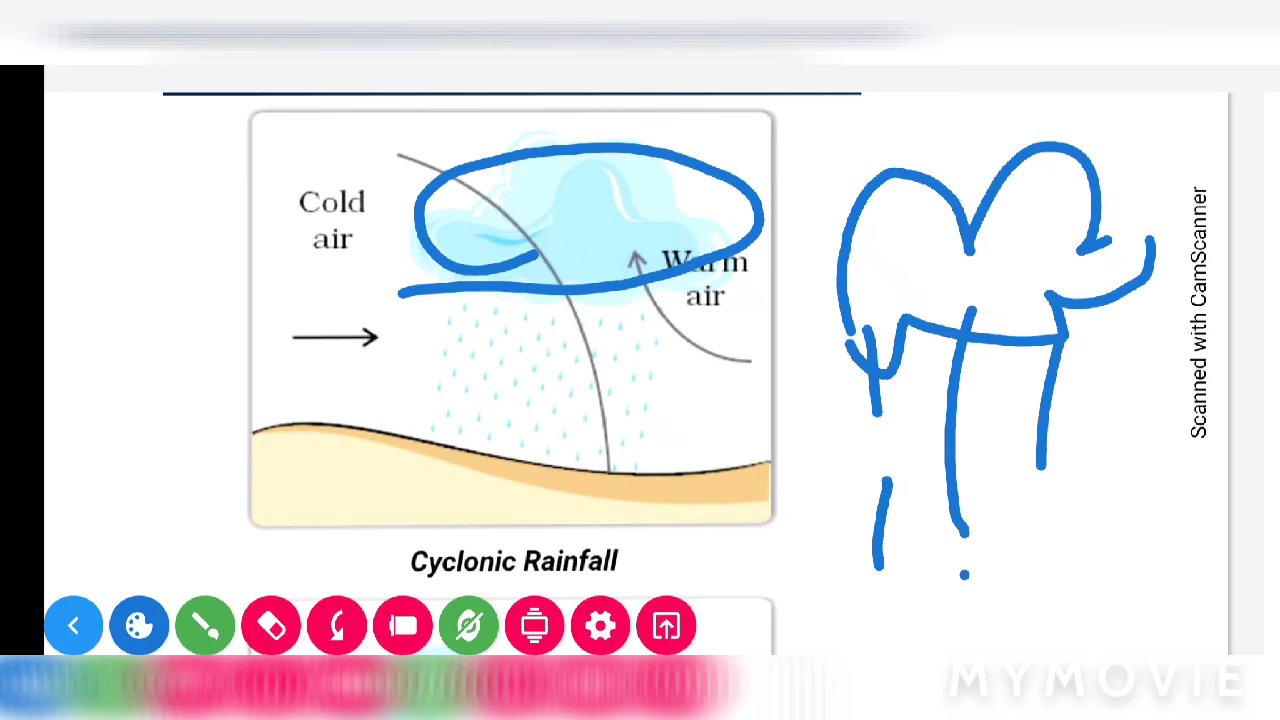 Cold
air
Warm
air
Cyclonic Rainfall
Scanned with CamScanner
MYMOVIE